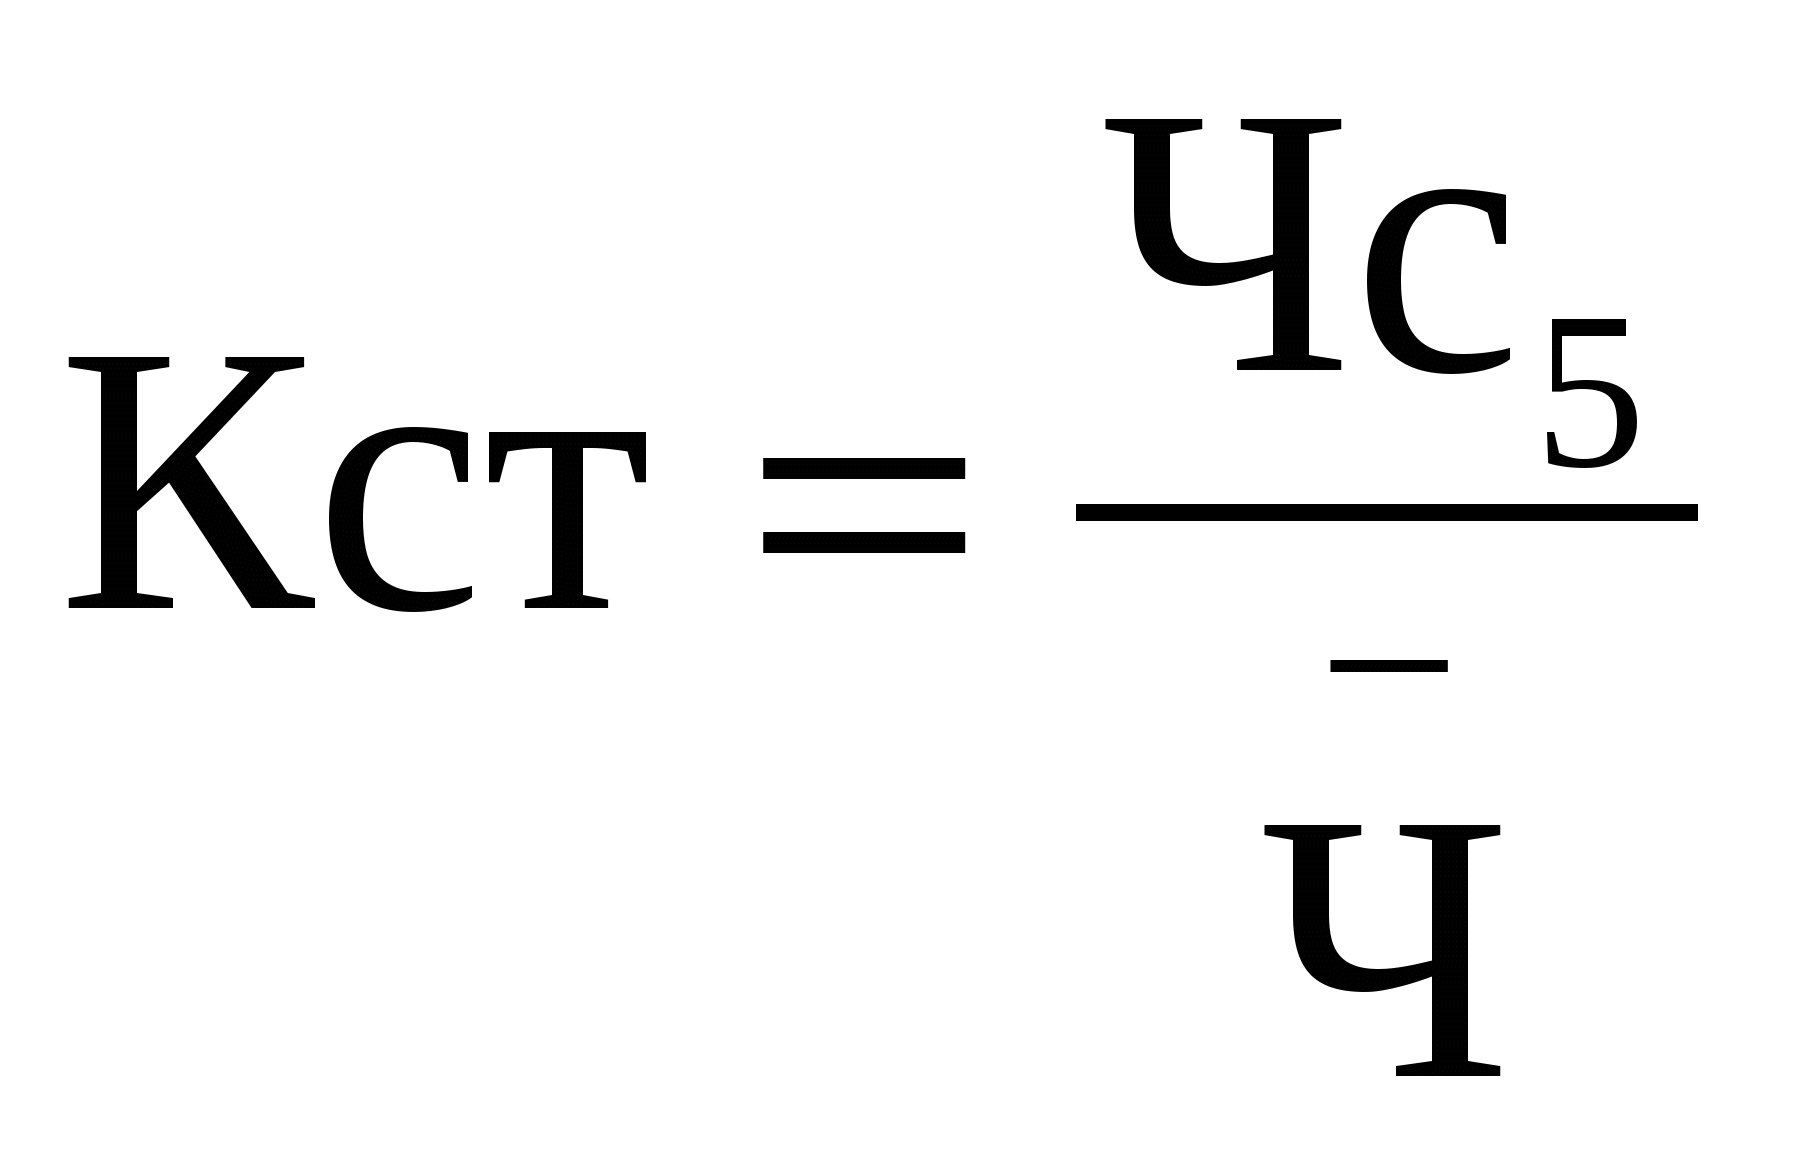 Кст = Чс₅
—
Ч